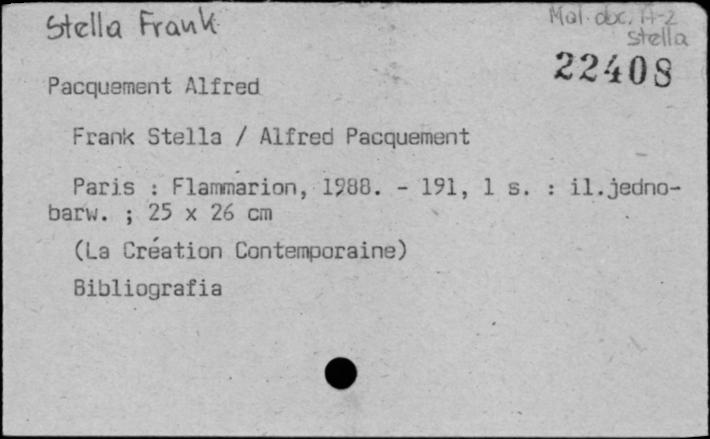 Stella Frank
Mal. obc. A-2
stella
22408
Pacquement Alfred
Frank Stella / Alfred Pacquement
Paris : Flammarion, 1988. - 191, 1 s. : il.jedno-
barw. ; 25 x 26 cm
(La Création Contemporaine)
Bibliografia